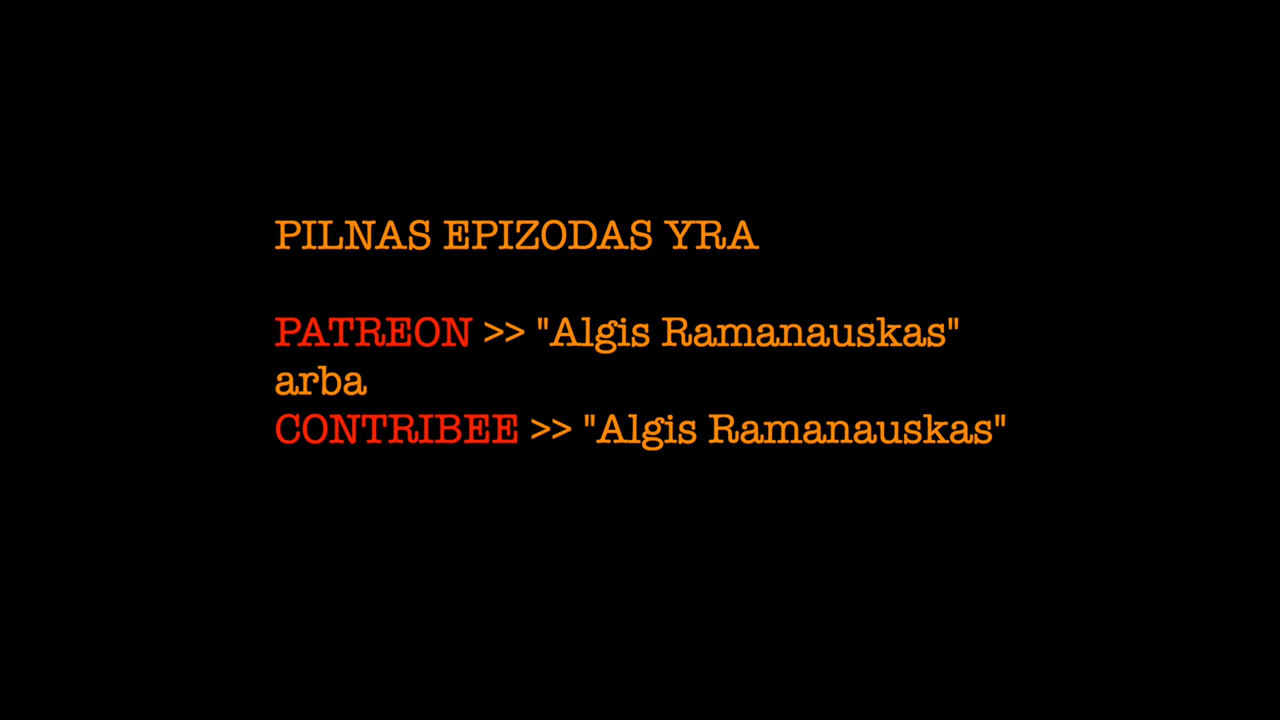 PILNAS EPIZODAS YRA
PATREON >> "Algis Ramanauskas"
arba
CONTRIBEE >> "Algis Ramanauskas"